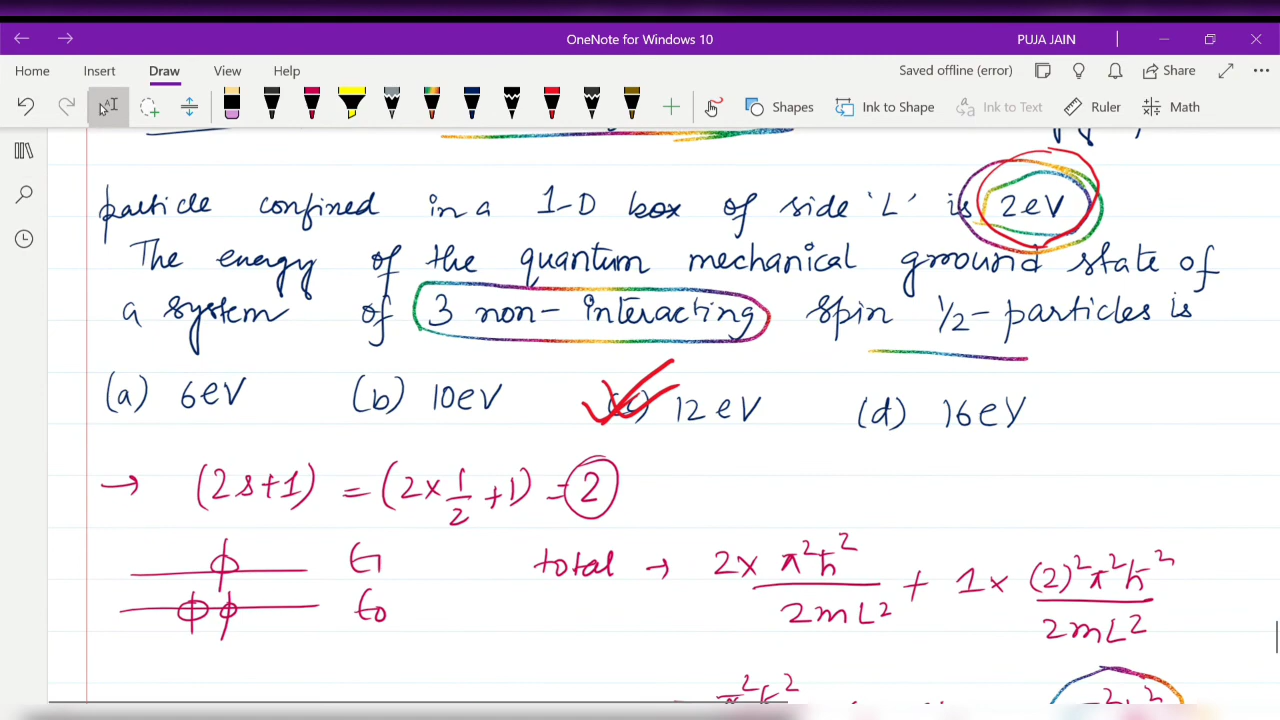 OneNote for Windows 10
PUJA JAIN
Home Insert Draw View Help
Saved offline (error)
Share
Shapes
Ink to Shape
Ink to Text
Ruler
Math
particle confined in a 1-D box of side 'L' is 2eV
The energy of the quantum mechanical ground state of
a system of 3 non-interacting spin 1/2-particles is
(a) 6eV (b) 10eV (c) 12eV (d) 16eV
→ (2s+1) = (2×1/2+1) = 2
E1
E0
total → 2× π²ħ²/2mL² + 1× (2)²π²ħ²/2mL²